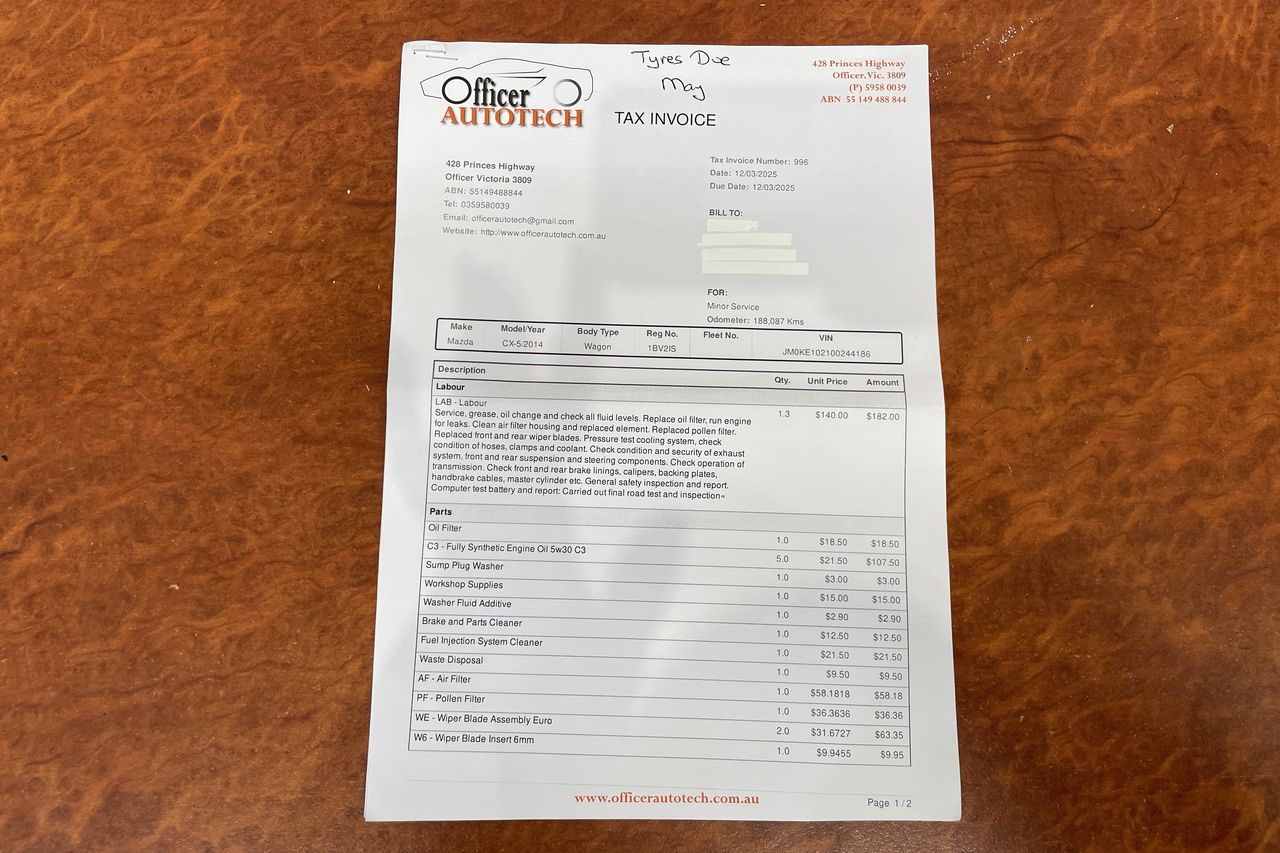 Tyres Due
May
Officer
AUTOTECH
TAX INVOICE
428 Princes Highway
Officer.Vic. 3809
(P) 5958 0039
ABN 55 149 488 844
428 Princes Highway
Officer Victoria 3809
ABN: 55149488844
Tel: 0359580039
Email: officerautotech@gmail.com
Website: http://www.officerautotech.com.au
Tax Invoice Number: 996
Date: 12/03/2025
Due Date: 12/03/2025
BILL TO:
FOR:
Minor Service
Odometer: 188,087 Kms
Make Model/Year Body Type Reg No. Fleet No. VIN
Mazda CX-5/2014 Wagon 1BV2IS JM0KE102100244186
Description Qty. Unit Price Amount
Labour
LAB - Labour
Service, grease, oil change and check all fluid levels. Replace oil filter, run engine 1.3 $140.00 $182.00
for leaks. Clean air filter housing and replaced element. Replaced pollen filter.
Replaced front and rear wiper blades. Pressure test cooling system, check
condition of hoses, clamps and coolant. Check condition and security of exhaust
system, front and rear suspension and steering components. Check operation of
transmission. Check front and rear brake linings, calipers, backing plates,
handbrake cables, master cylinder etc. General safety inspection and report.
Computer test battery and report: Carried out final road test and inspection«
Parts
Oil Filter 1.0 $18.50 $18.50
C3 - Fully Synthetic Engine Oil 5w30 C3 5.0 $21.50 $107.50
Sump Plug Washer 1.0 $3.00 $3.00
Workshop Supplies 1.0 $15.00 $15.00
Washer Fluid Additive 1.0 $2.90 $2.90
Brake and Parts Cleaner 1.0 $12.50 $12.50
Fuel Injection System Cleaner 1.0 $21.50 $21.50
Waste Disposal 1.0 $9.50 $9.50
AF - Air Filter 1.0 $58.1818 $58.18
PF - Pollen Filter 1.0 $36.3636 $36.36
WE - Wiper Blade Assembly Euro 2.0 $31.6727 $63.35
W6 - Wiper Blade Insert 6mm 1.0 $9.9455 $9.95
www.officerautotech.com.au
Page 1 / 2